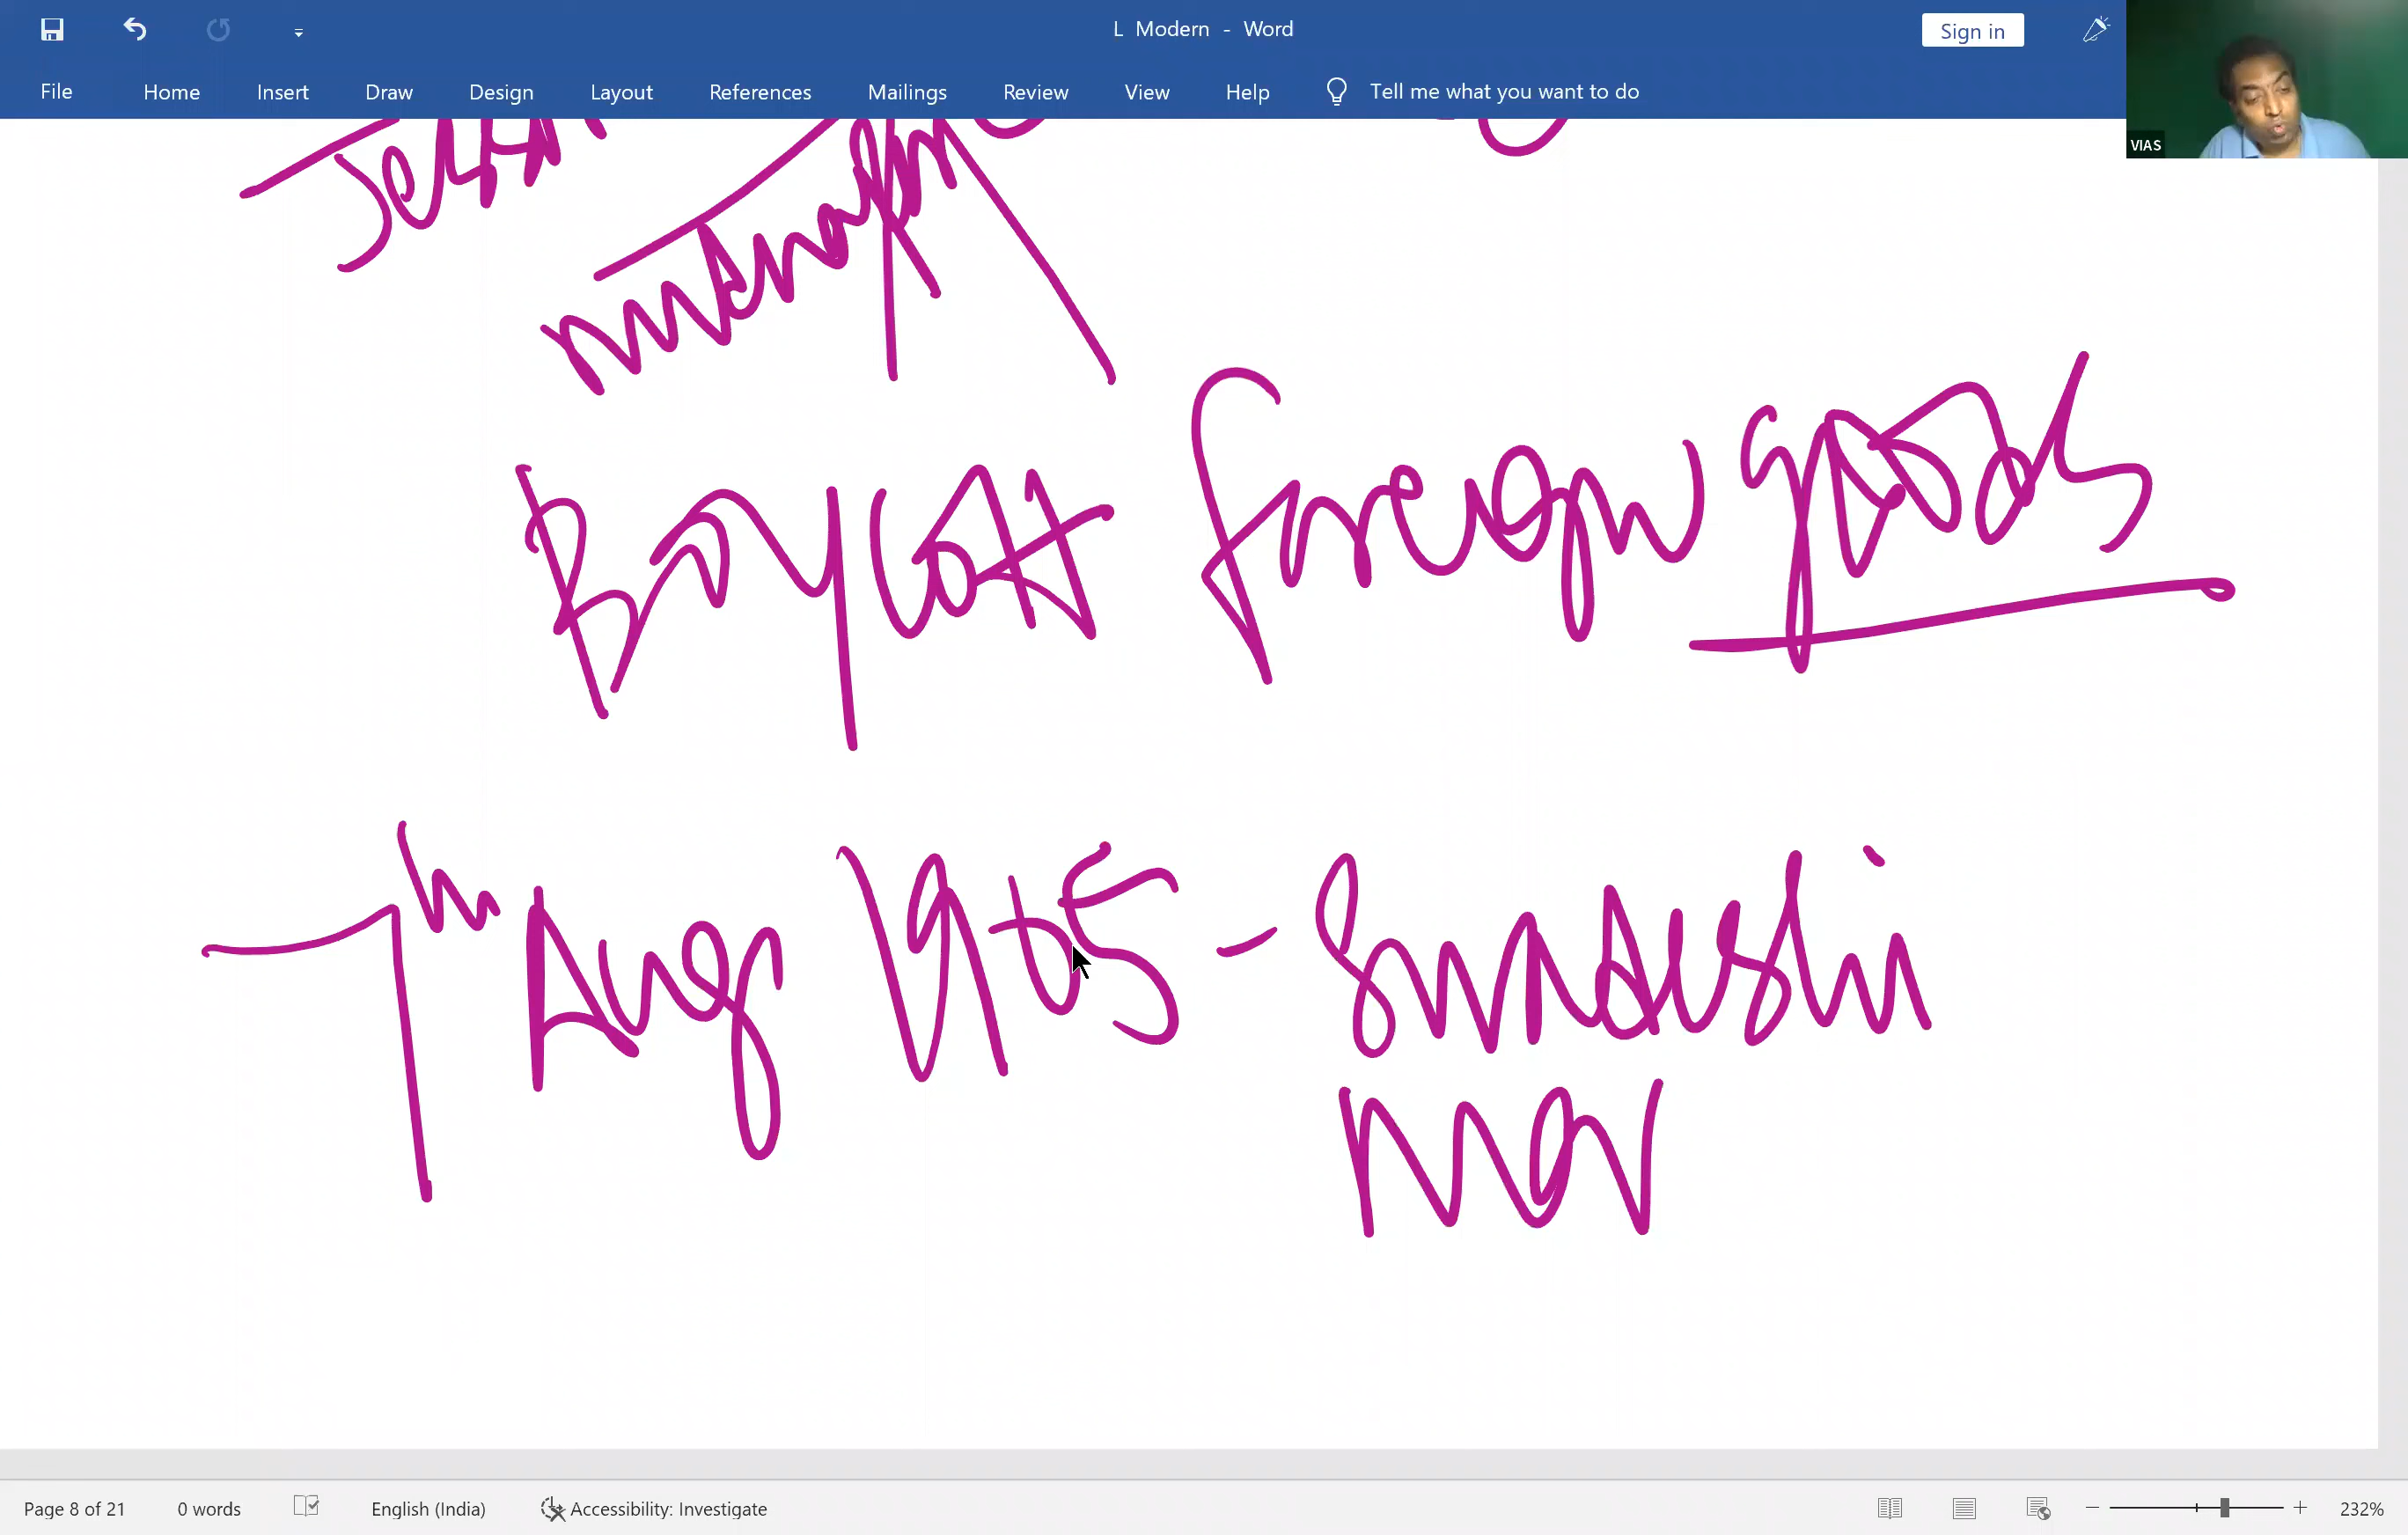 L Modern - Word
Sign in
File Home Insert Draw Design Layout References Mailings Review View Help Tell me what you want to do
VIAS
Boycott foreign goods
7th Aug 1905 - Swadeshi
Mov
Page 8 of 21 0 words English (India) Accessibility: Investigate 232%